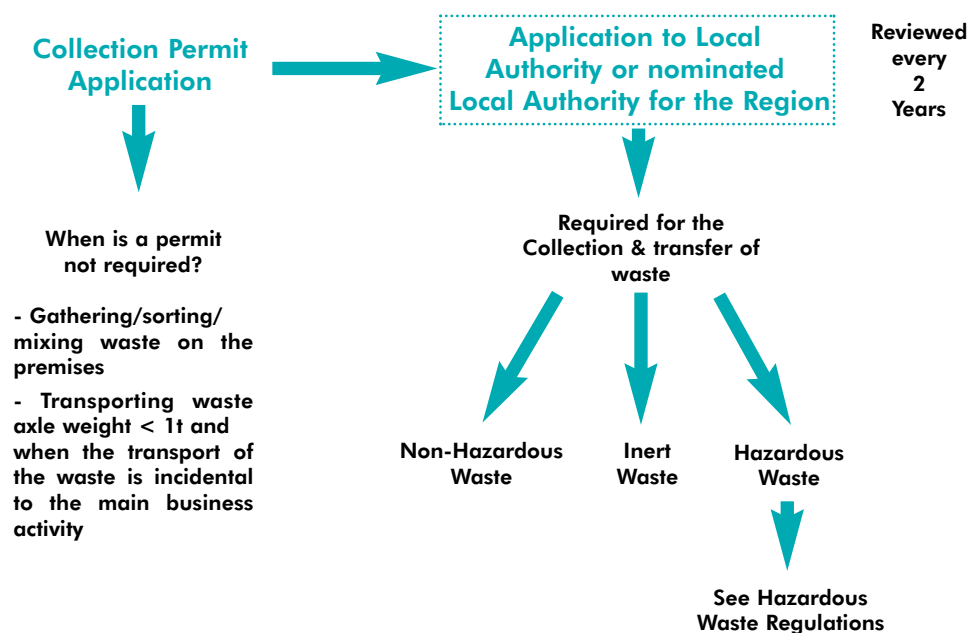 Collection Permit
Application
Application to Local
Authority or nominated
Local Authority for the Region
Reviewed
every
2
Years
When is a permit
not required?
- Gathering/sorting/
mixing waste on the
premises
- Transporting waste
axle weight < 1t and
when the transport of
the waste is incidental
to the main business
activity
Required for the
Collection & transfer of
waste
Non-Hazardous
Waste
Inert
Waste
Hazardous
Waste
See Hazardous
Waste Regulations